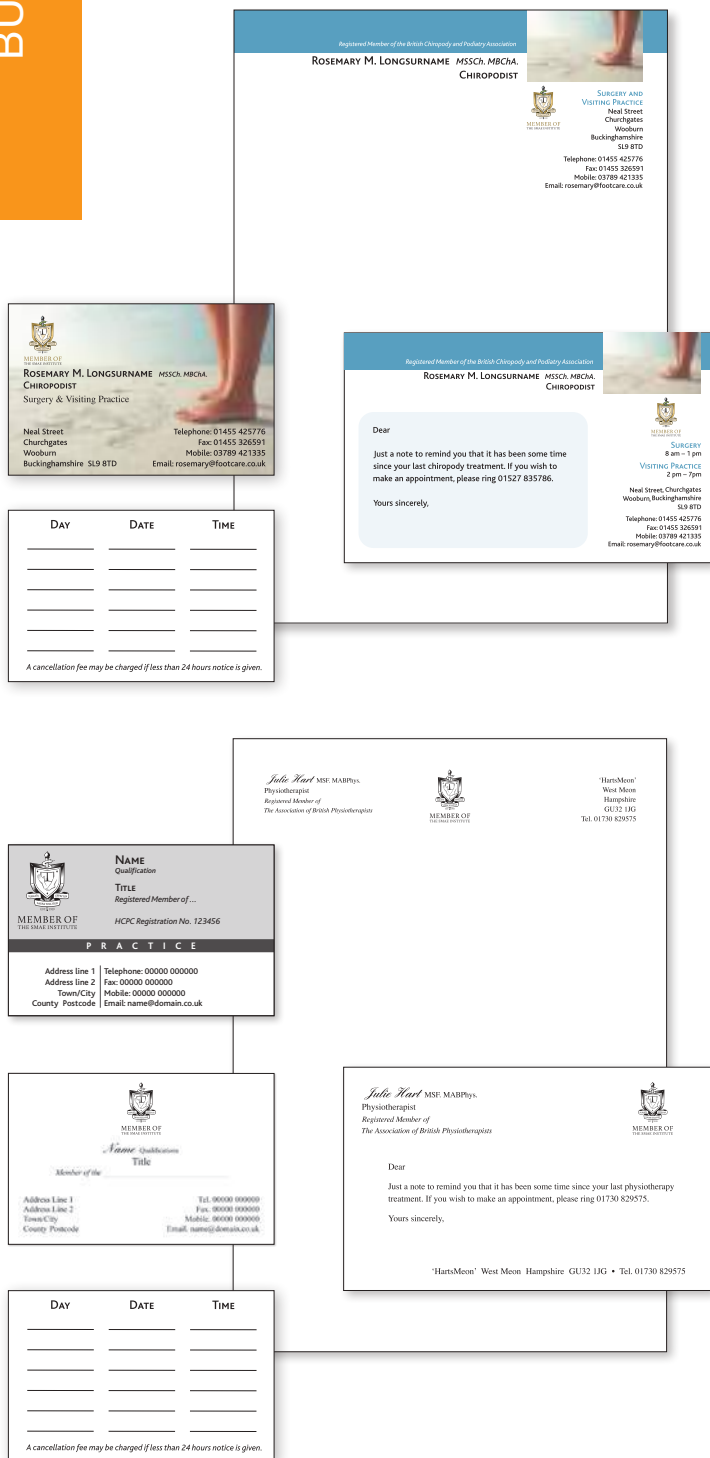 BU
Registered Member of the British Chiropody and Podiatry Association
ROSEMARY M. LONGSURNAME MSSCh. MBChA.
CHIROPODIST
MEMBER OF
THE SMAE INSTITUTE
SURGERY AND
VISITING PRACTICE
Neal Street
Churchgates
Wooburn
Buckinghamshire
SL9 8TD
Telephone: 01455 425776
Fax: 01455 326591
Mobile: 03789 421335
Email: rosemary@footcare.co.uk
MEMBER OF
THE SMAE INSTITUTE
ROSEMARY M. LONGSURNAME MSSCh. MBChA.
CHIROPODIST
Surgery & Visiting Practice
Neal Street
Churchgates
Wooburn
Buckinghamshire SL9 8TD
Telephone: 01455 425776
Fax: 01455 326591
Mobile: 03789 421335
Email: rosemary@footcare.co.uk
Registered Member of the British Chiropody and Podiatry Association
ROSEMARY M. LONGSURNAME MSSCh. MBChA.
CHIROPODIST
Dear
Just a note to remind you that it has been some time
since your last chiropody treatment. If you wish to
make an appointment, please ring 01527 835786.
Yours sincerely,
MEMBER OF
THE SMAE INSTITUTE
SURGERY
8 am – 1 pm
VISITING PRACTICE
2 pm – 7pm
Neal Street, Churchgates
Wooburn, Buckinghamshire
SL9 8TD
Telephone: 01455 425776
Fax: 01455 326591
Mobile: 03789 421335
Email: rosemary@footcare.co.uk
DAY DATE TIME
A cancellation fee may be charged if less than 24 hours notice is given.
Julie Hart MSF. MABPhys.
Physiotherapist
Registered Member of
The Association of British Physiotherapists
MEMBER OF
THE SMAE INSTITUTE
‘HartsMeon’
West Meon
Hampshire
GU32 1JG
Tel. 01730 829575
MEMBER OF
THE SMAE INSTITUTE
NAME
Qualification
TITLE
Registered Member of ...
HCPC Registration No. 123456
PRACTICE
Address line 1
Address line 2
Town/City
County Postcode
Telephone: 00000 000000
Fax: 00000 000000
Mobile: 00000 000000
Email: name@domain.co.uk
MEMBER OF
THE SMAE INSTITUTE
Name Qualifications
Title
Member of the
Address Line 1
Address Line 2
Town/City
County Postcode
Tel. 00000 000000
Fax. 00000 000000
Mobile. 00000 000000
Email. name@domain.co.uk
Julie Hart MSF. MABPhys.
Physiotherapist
Registered Member of
The Association of British Physiotherapists
MEMBER OF
THE SMAE INSTITUTE
Dear
Just a note to remind you that it has been some time since your last physiotherapy
treatment. If you wish to make an appointment, please ring 01730 829575.
Yours sincerely,
‘HartsMeon’ West Meon Hampshire GU32 1JG • Tel. 01730 829575
DAY DATE TIME
A cancellation fee may be charged if less than 24 hours notice is given.